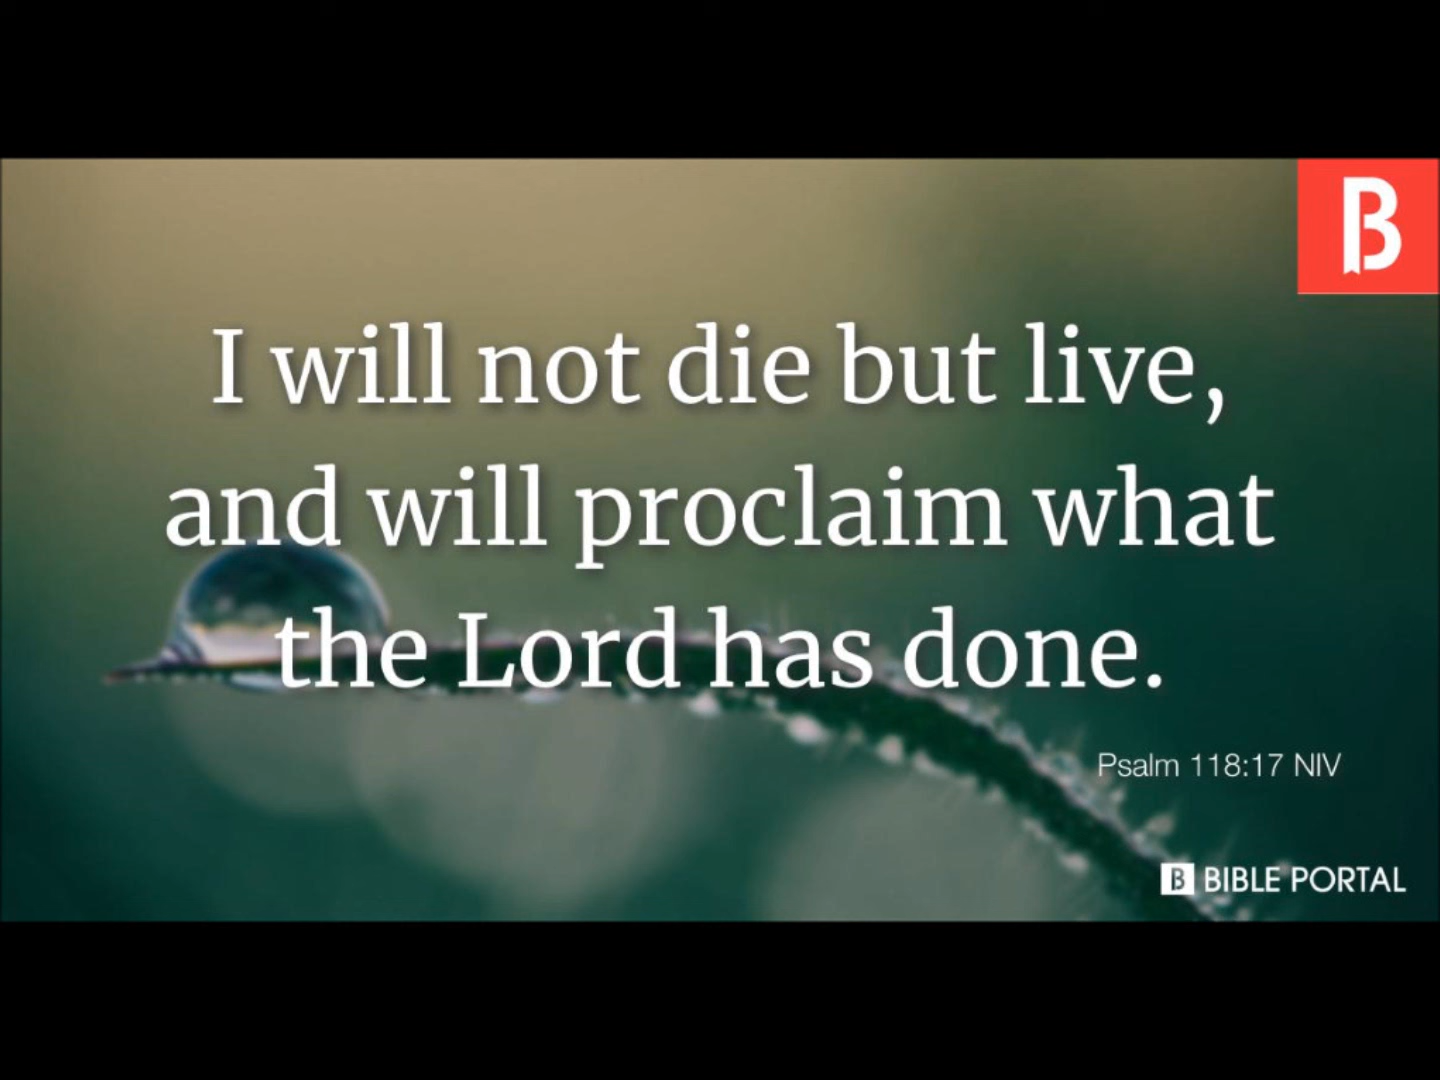 B
I will not die but live,
and will proclaim what
the Lord has done.
Psalm 118:17 NIV
B BIBLE PORTAL